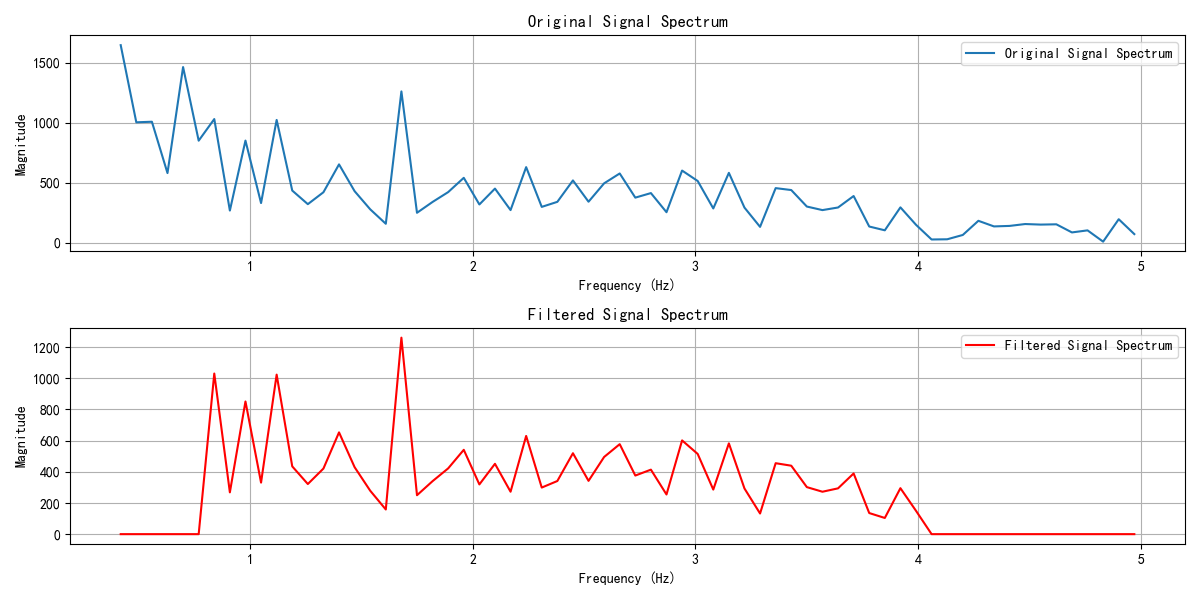 Original Signal Spectrum
Original Signal Spectrum
Magnitude
1500
1000
500
0
1 2 3 4 5
Frequency (Hz)
Filtered Signal Spectrum
Filtered Signal Spectrum
Magnitude
1200
1000
800
600
400
200
0
1 2 3 4 5
Frequency (Hz)